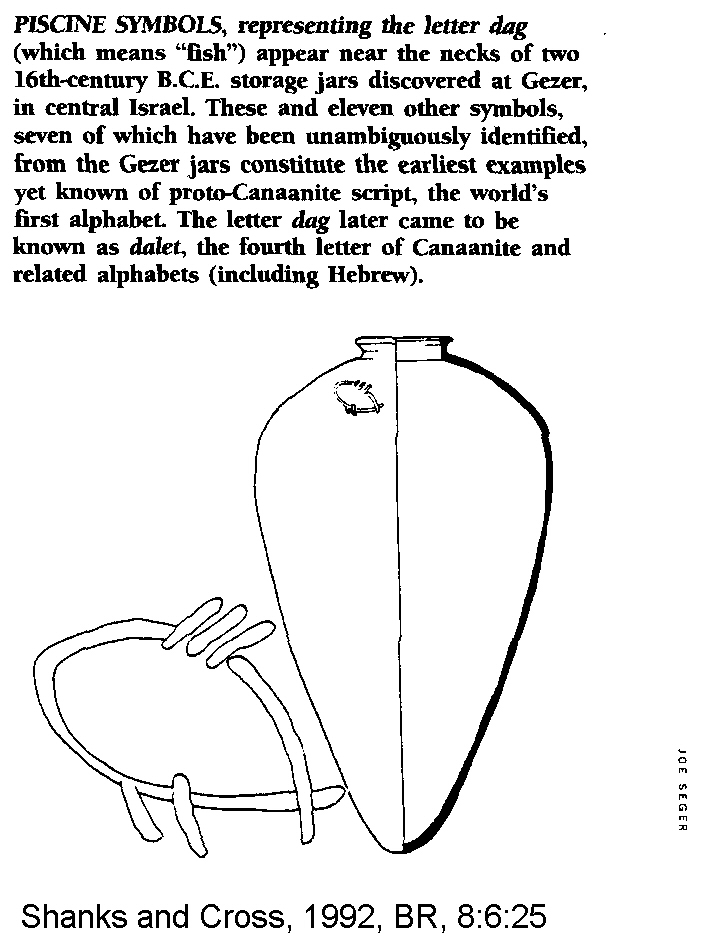 PISCINE SYMBOLS, representing the letter dag
(which means “fish”) appear near the necks of two
16th-century B.C.E. storage jars discovered at Gezer,
in central Israel. These and eleven other symbols,
seven of which have been unambiguously identified,
from the Gezer jars constitute the earliest examples
yet known of proto-Canaanite script, the world's
first alphabet. The letter dag later came to be
known as dalet, the fourth letter of Canaanite and
related alphabets (including Hebrew).
JOE SEGER
Shanks and Cross, 1992, BR, 8:6:25